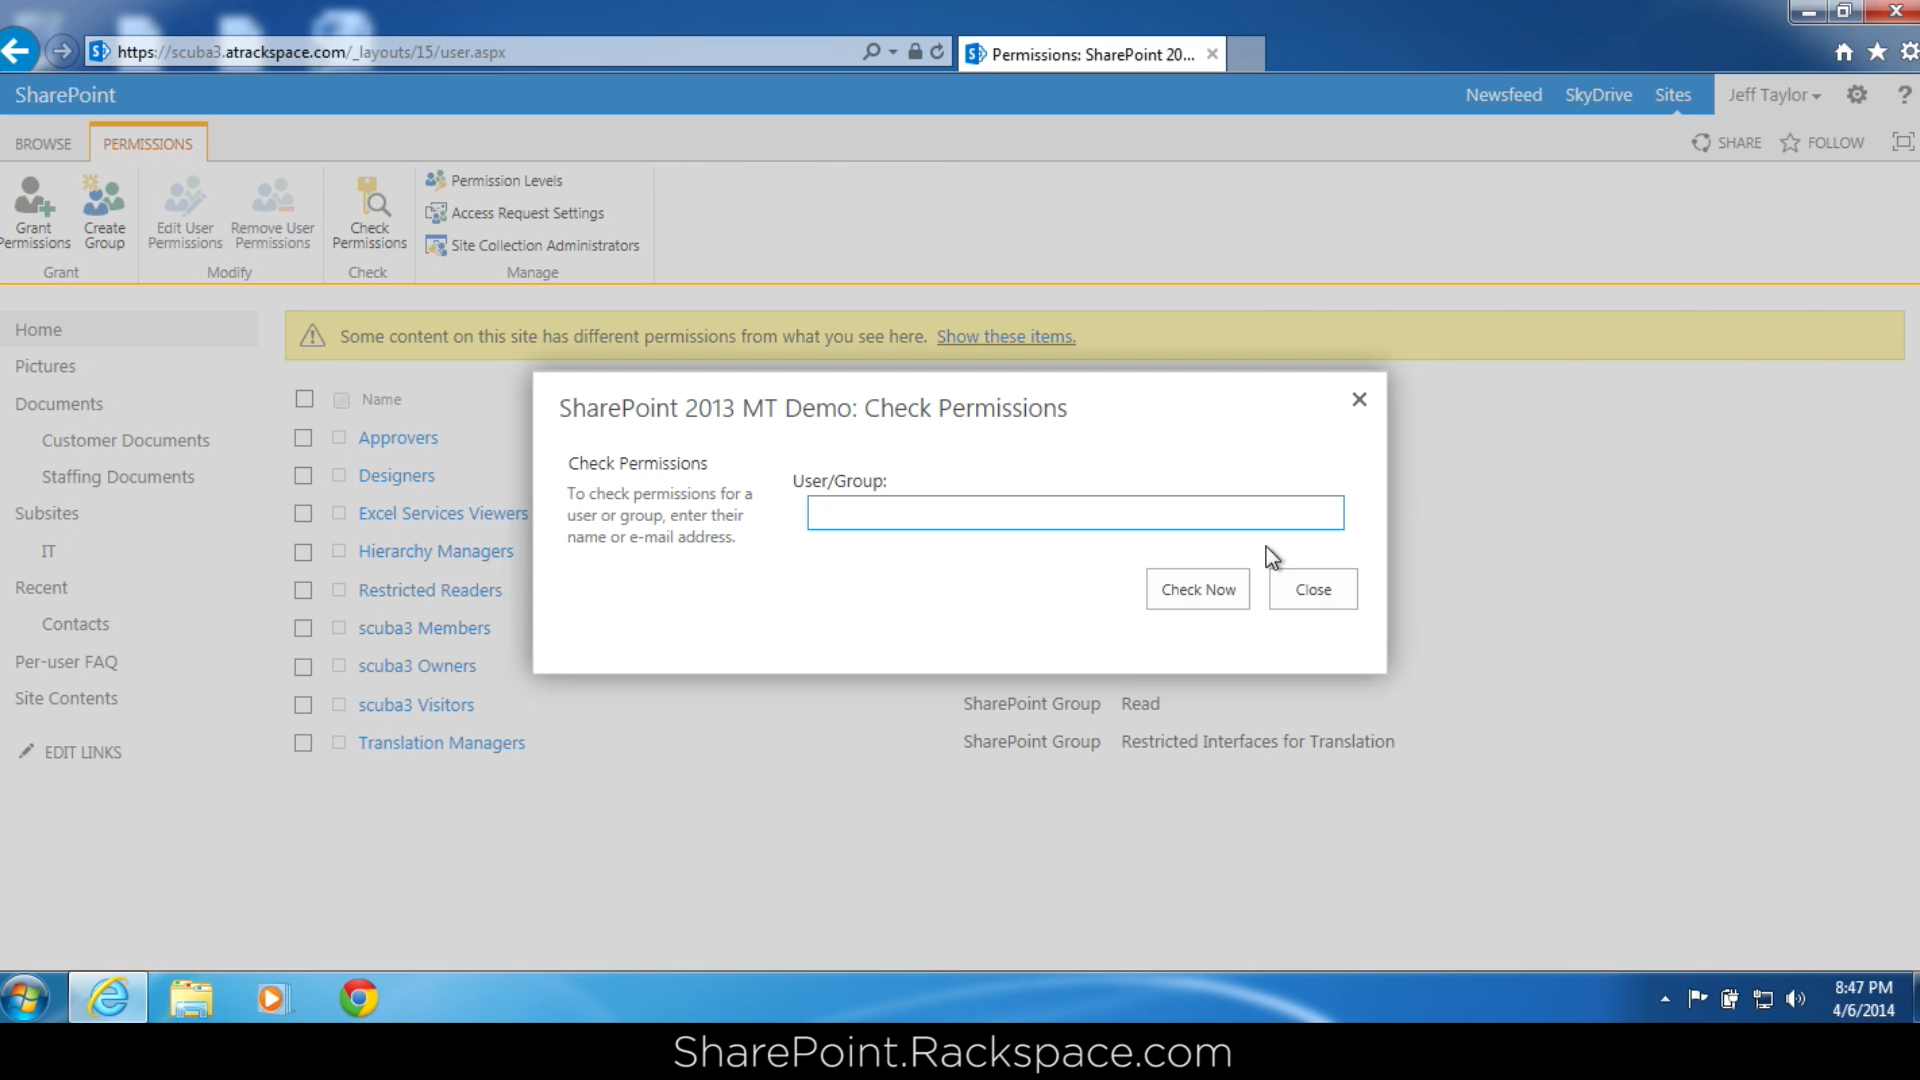 https://scuba3.atrackspace.com/_layouts/15/user.aspx
Permissions: SharePoint 20...
SharePoint
Newsfeed
SkyDrive
Sites
Jeff Taylor
?
BROWSE
PERMISSIONS
SHARE
FOLLOW
Grant
Permissions
Create
Group
Edit User
Permissions
Remove User
Permissions
Check
Permissions
Permission Levels
Access Request Settings
Site Collection Administrators
Grant
Modify
Check
Manage
Home
Pictures
Documents
Customer Documents
Staffing Documents
Subsites
IT
Recent
Contacts
Per-user FAQ
Site Contents
EDIT LINKS
Some content on this site has different permissions from what you see here. Show these items.
Name
Approvers
Designers
Excel Services Viewers
Hierarchy Managers
Restricted Readers
scuba3 Members
scuba3 Owners
scuba3 Visitors
SharePoint Group
Read
Translation Managers
SharePoint Group
Restricted Interfaces for Translation
SharePoint 2013 MT Demo: Check Permissions
Check Permissions
To check permissions for a
user or group, enter their
name or e-mail address.
User/Group:
Check Now
Close
8:47 PM
4/6/2014
SharePoint.Rackspace.com